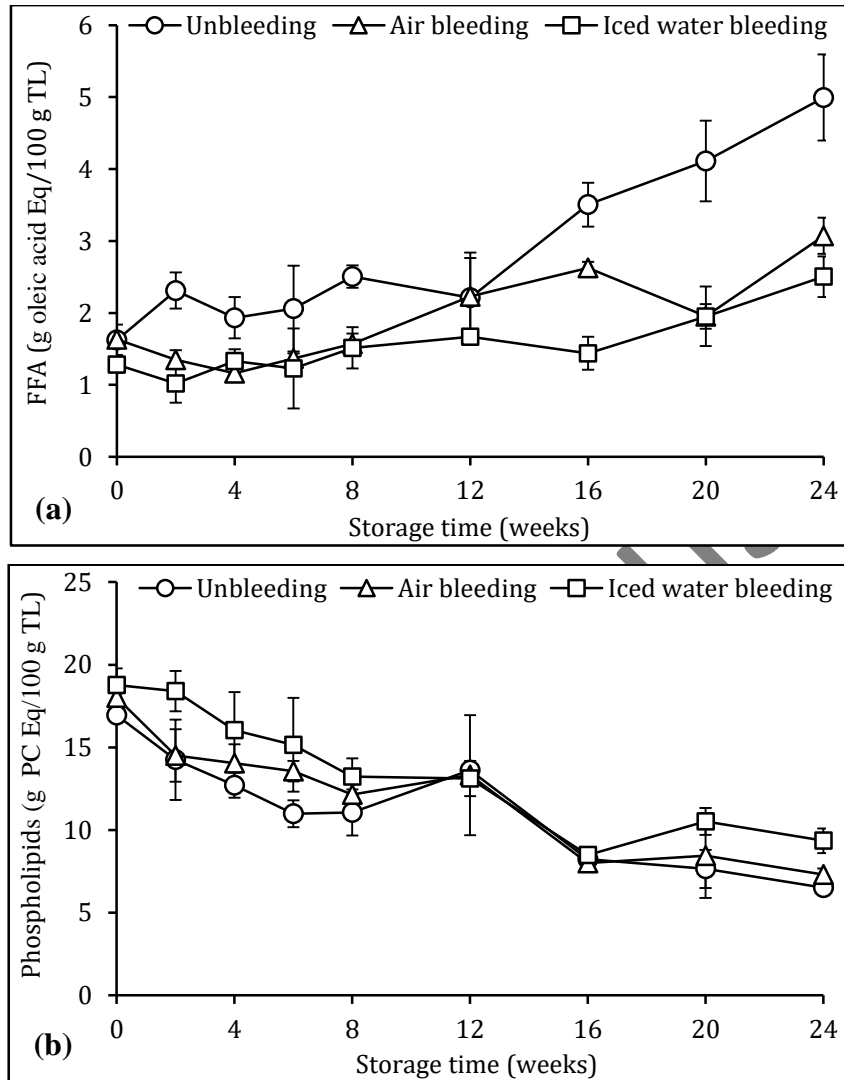 Unbleeding Air bleeding Iced water bleeding
FFA (g oleic acid Eq/100 g TL)
6
5
4
3
2
1
0
0 4 8 12 16 20 24
Storage time (weeks)
(a)
Unbleeding Air bleeding Iced water bleeding
Phospholipids (g PC Eq/100 g TL)
25
20
15
10
5
0
0 4 8 12 16 20 24
Storage time (weeks)
(b)